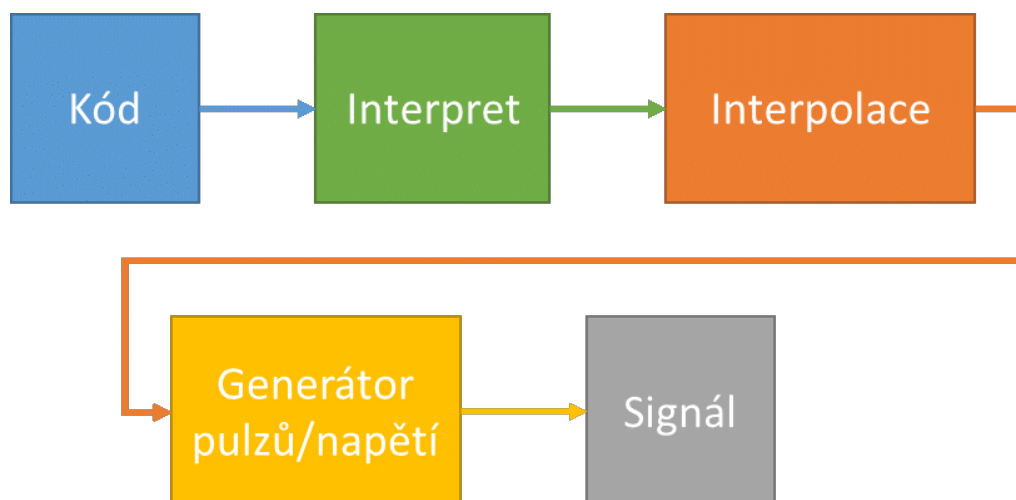 Kód
Interpret
Interpolace
Generátor
pulzů/napětí
Signál